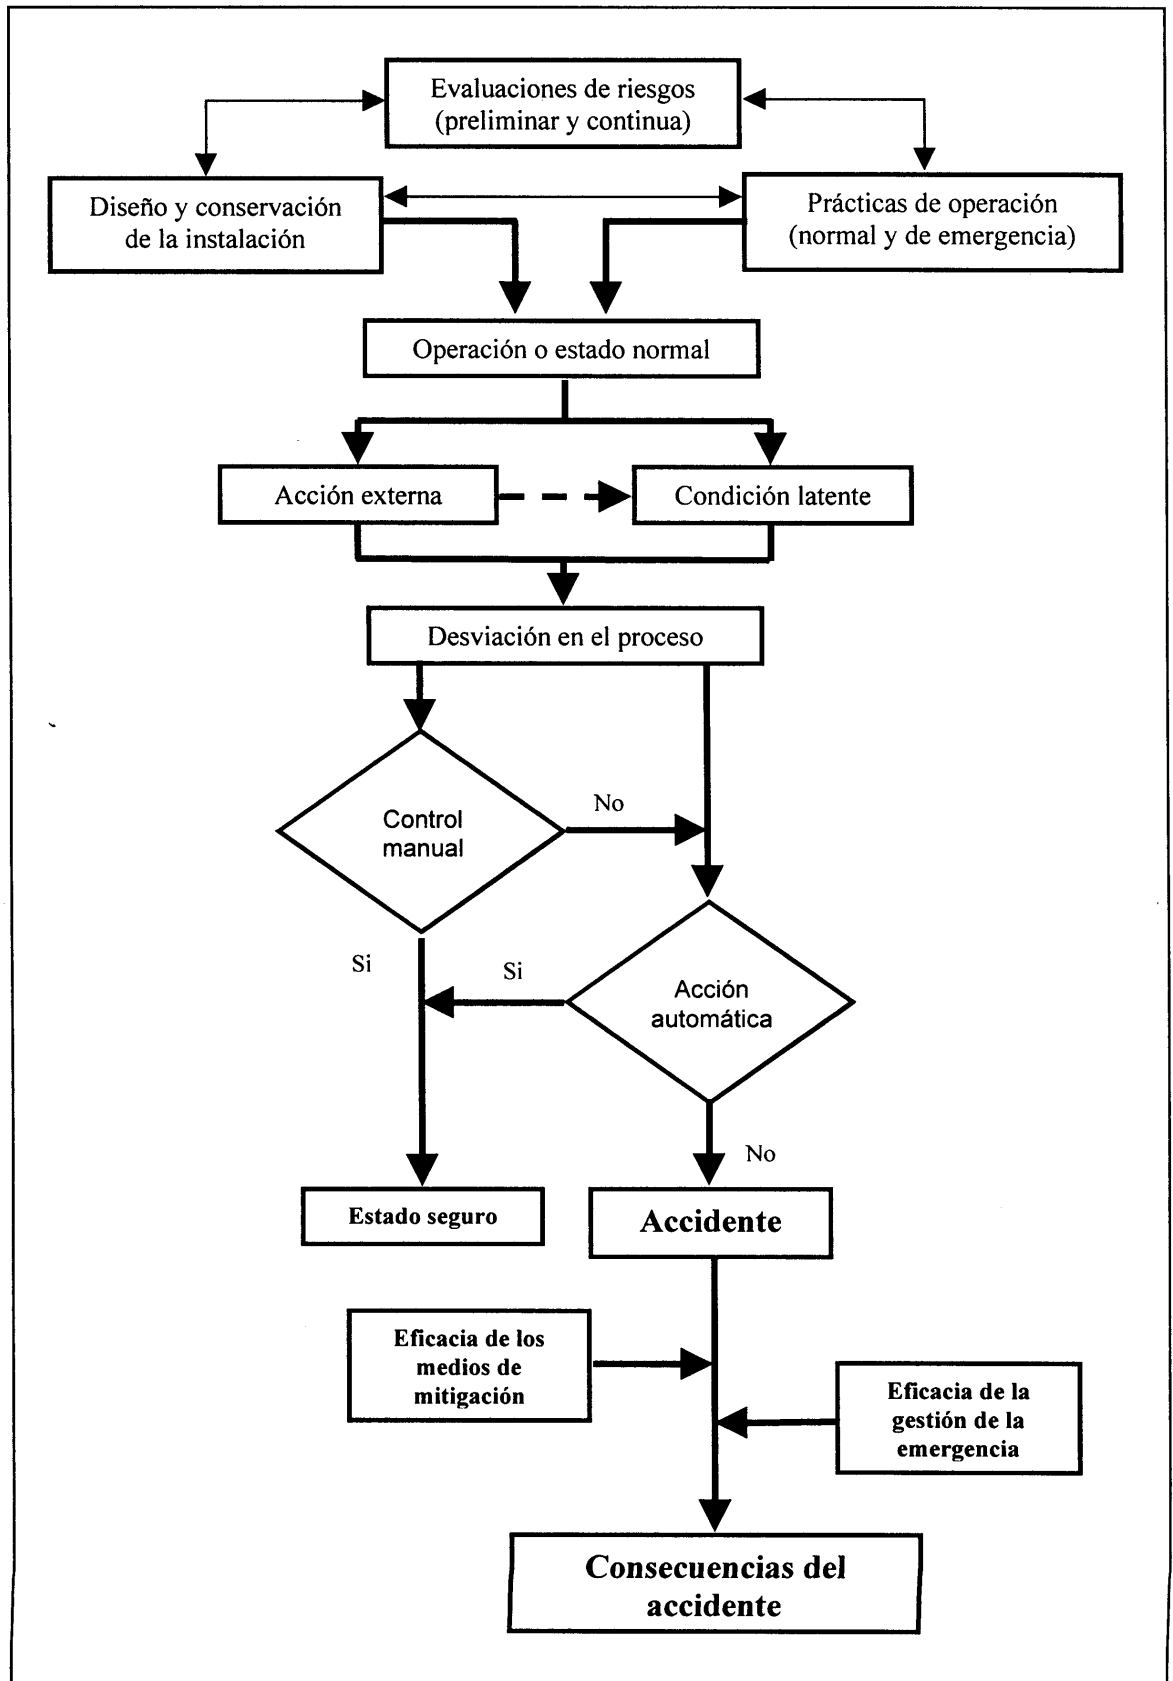 Evaluaciones de riesgos
(preliminar y continua)
Diseño y conservación
de la instalación
Prácticas de operación
(normal y de emergencia)
Operación o estado normal
Acción externa
Condición latente
Desviación en el proceso
Control
manual
No
Si
Si
Acción
automática
No
Estado seguro
Accidente
Eficacia de los
medios de
mitigación
Eficacia de la
gestión de la
emergencia
Consecuencias del
accidente